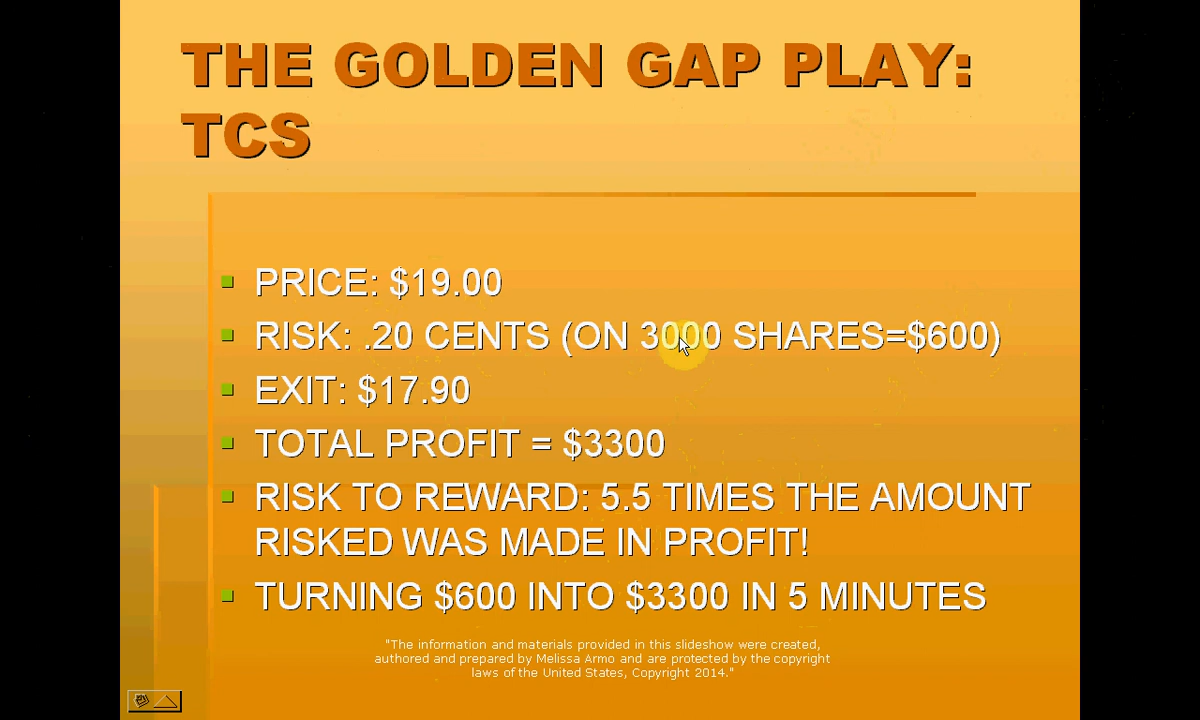 THE GOLDEN GAP PLAY:
TCS
PRICE: $19.00
RISK: .20 CENTS (ON 3000 SHARES=$600)
EXIT: $17.90
TOTAL PROFIT = $3300
RISK TO REWARD: 5.5 TIMES THE AMOUNT
RISKED WAS MADE IN PROFIT!
TURNING $600 INTO $3300 IN 5 MINUTES
"The information and materials provided in this slideshow were created,
authored and prepared by Melissa Armo and are protected by the copyright
laws of the United States, Copyright 2014."